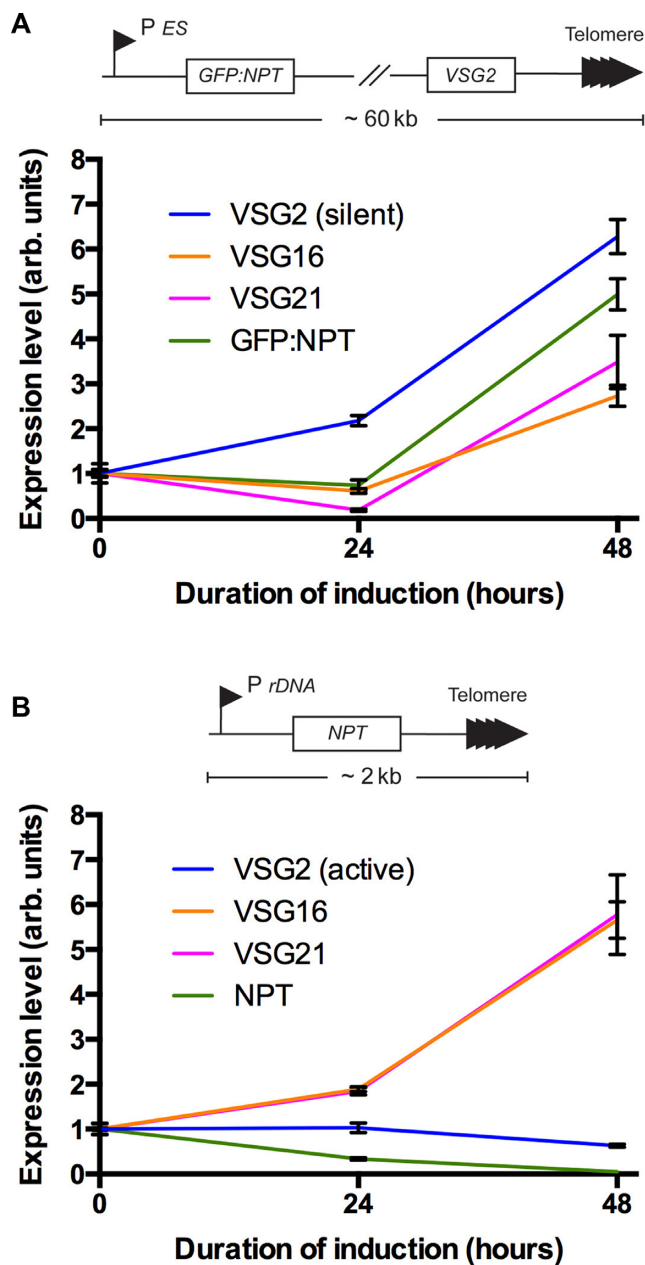 A
P ES
Telomere
GFP:NPT
VSG2
~ 60 kb
8
7
6
5
4
3
2
1
0
Expression level (arb. units)
VSG2 (silent)
VSG16
VSG21
GFP:NPT
0
24
48
Duration of induction (hours)
B
P rDNA
Telomere
NPT
~ 2 kb
8
7
6
5
4
3
2
1
0
Expression level (arb. units)
VSG2 (active)
VSG16
VSG21
NPT
0
24
48
Duration of induction (hours)